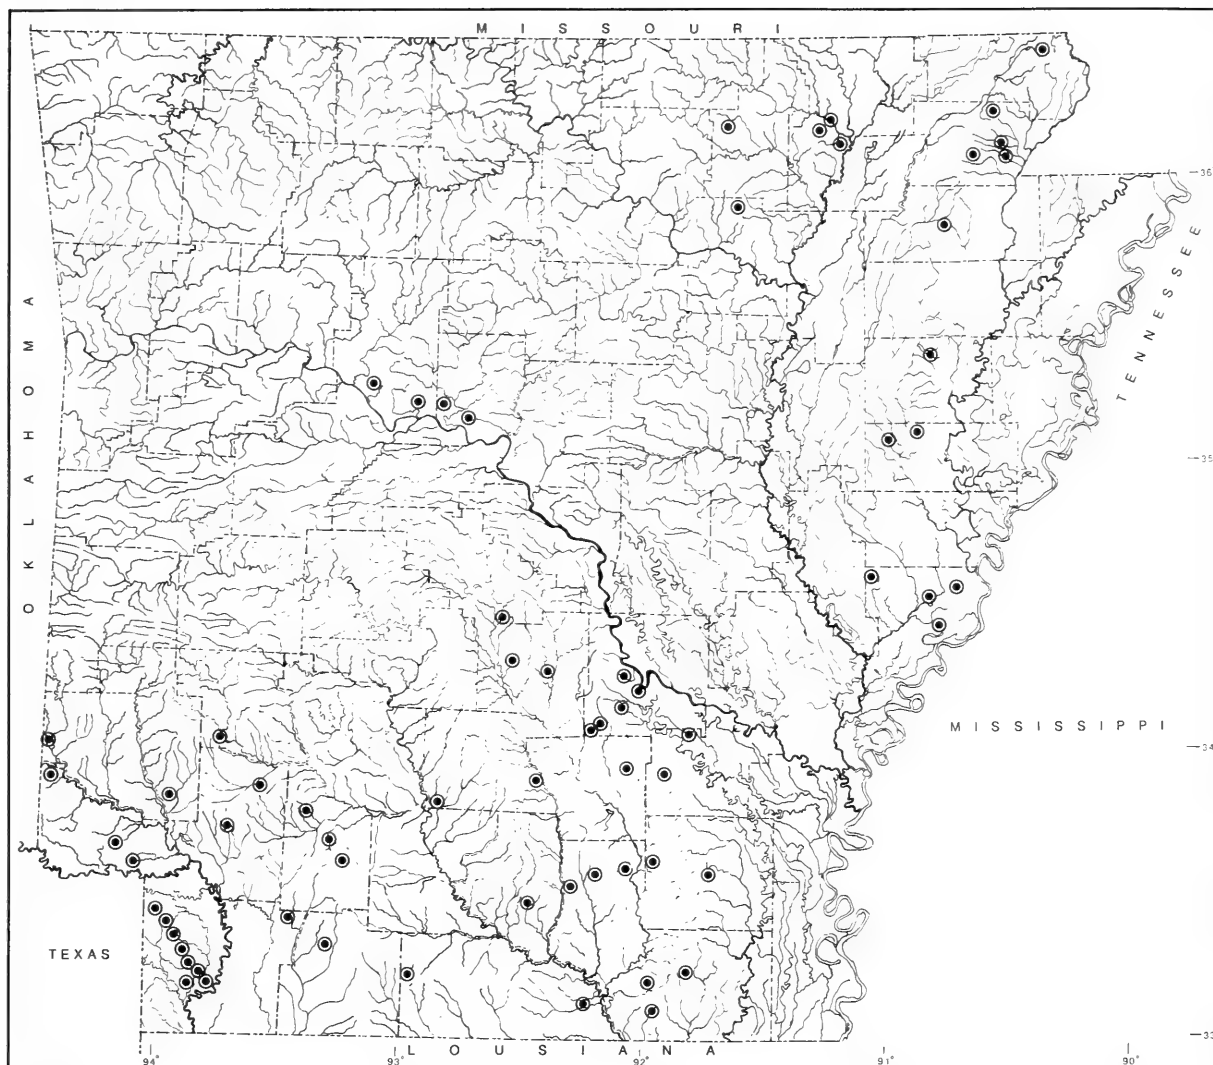 MISSOURI
36
TENNESSEE
OKLAHOMA
35
MISSISSIPPI
34
TEXAS
33
LOUSIANA
94°
93°
92°
91°
90°